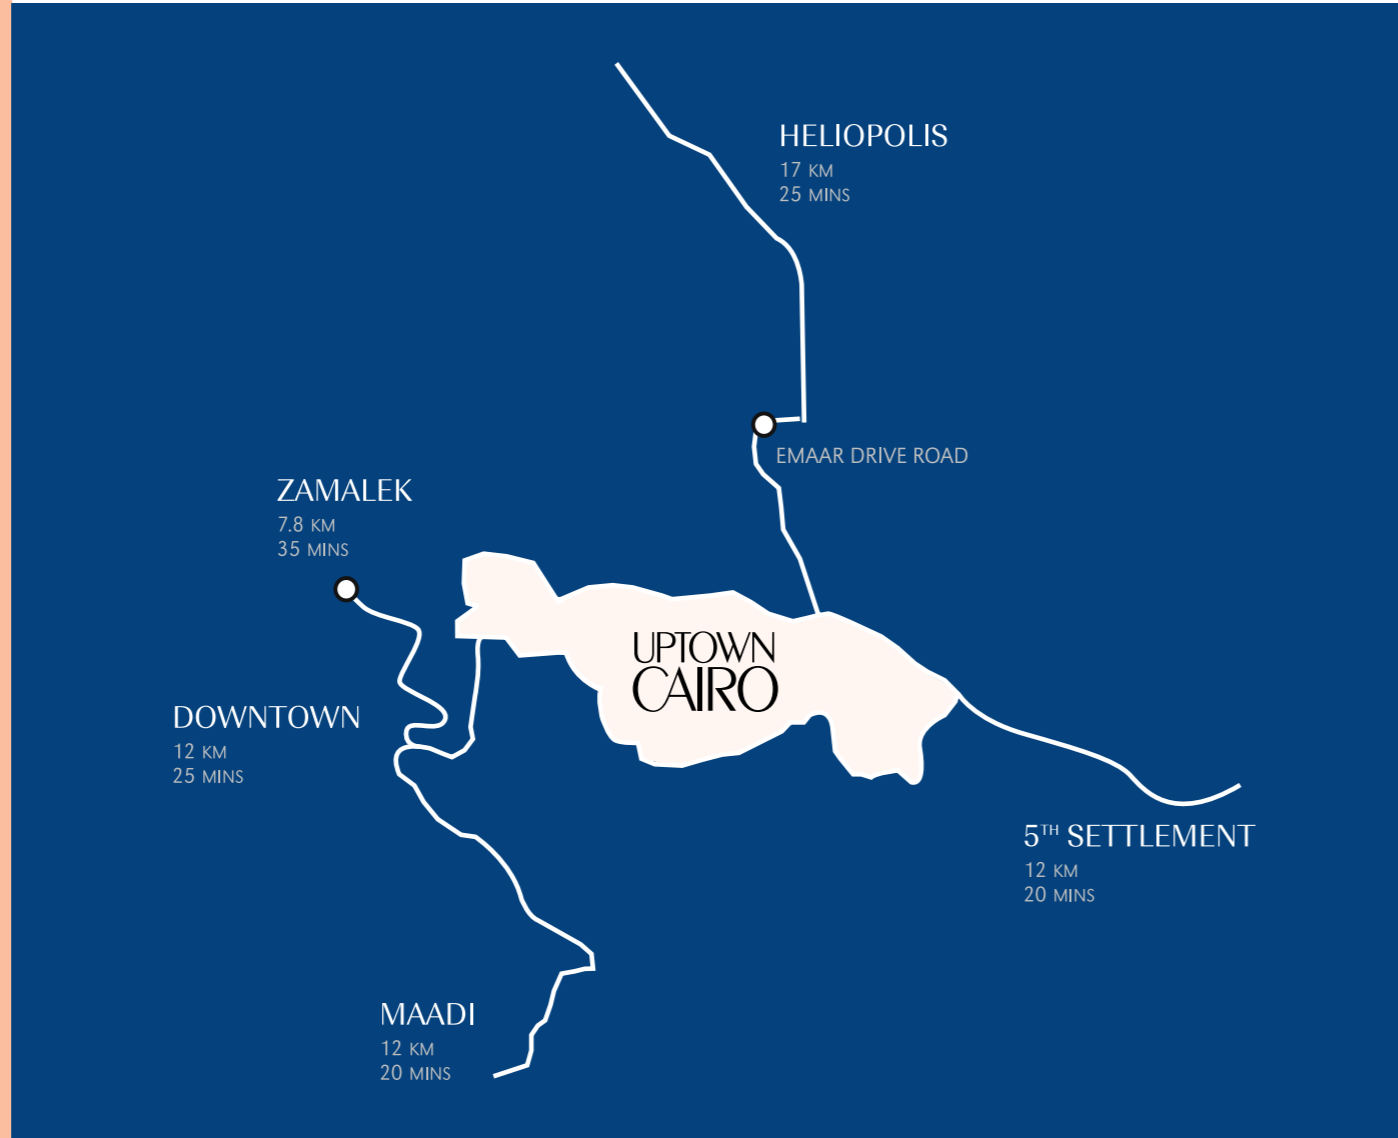 HELIOPOLIS
17 KM
25 MINS
EMAAR DRIVE ROAD
ZAMALEK
7.8 KM
35 MINS
UPTOWN
CAIRO
DOWNTOWN
12 KM
25 MINS
5TH SETTLEMENT
12 KM
20 MINS
MAADI
12 KM
20 MINS